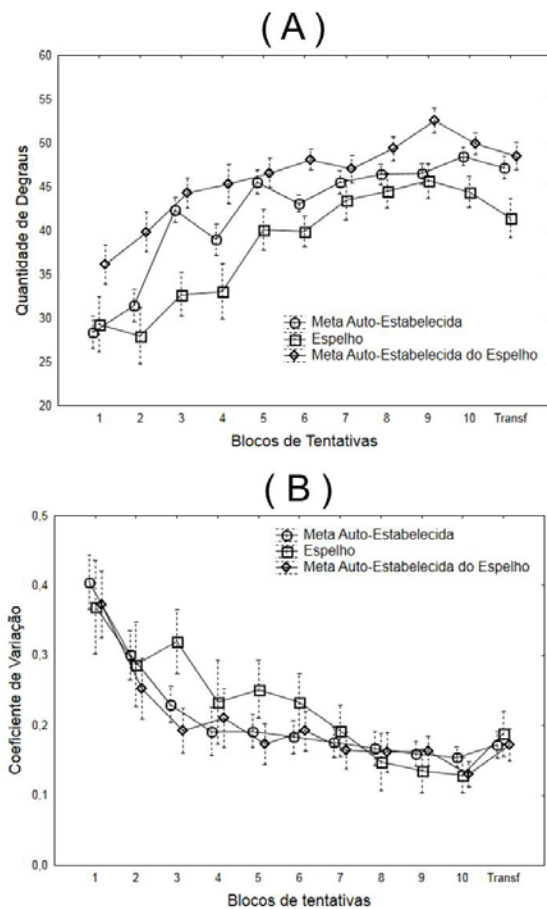 ( A )
60
55
50
45
40
35
30
25
20
Quantidade de Degraus
Meta Auto-Estabelecida
Espelho
Meta Auto-Estabelecida do Espelho
1 2 3 4 5 6 7 8 9 10 Transf
Blocos de Tentativas
( B )
0,5
0,4
0,3
0,2
0,1
0,0
Coeficiente de Variação
Meta Auto-Estabelecida
Espelho
Meta Auto-Estabelecida do Espelho
1 2 3 4 5 6 7 8 9 10 Transf
Blocos de tentativas